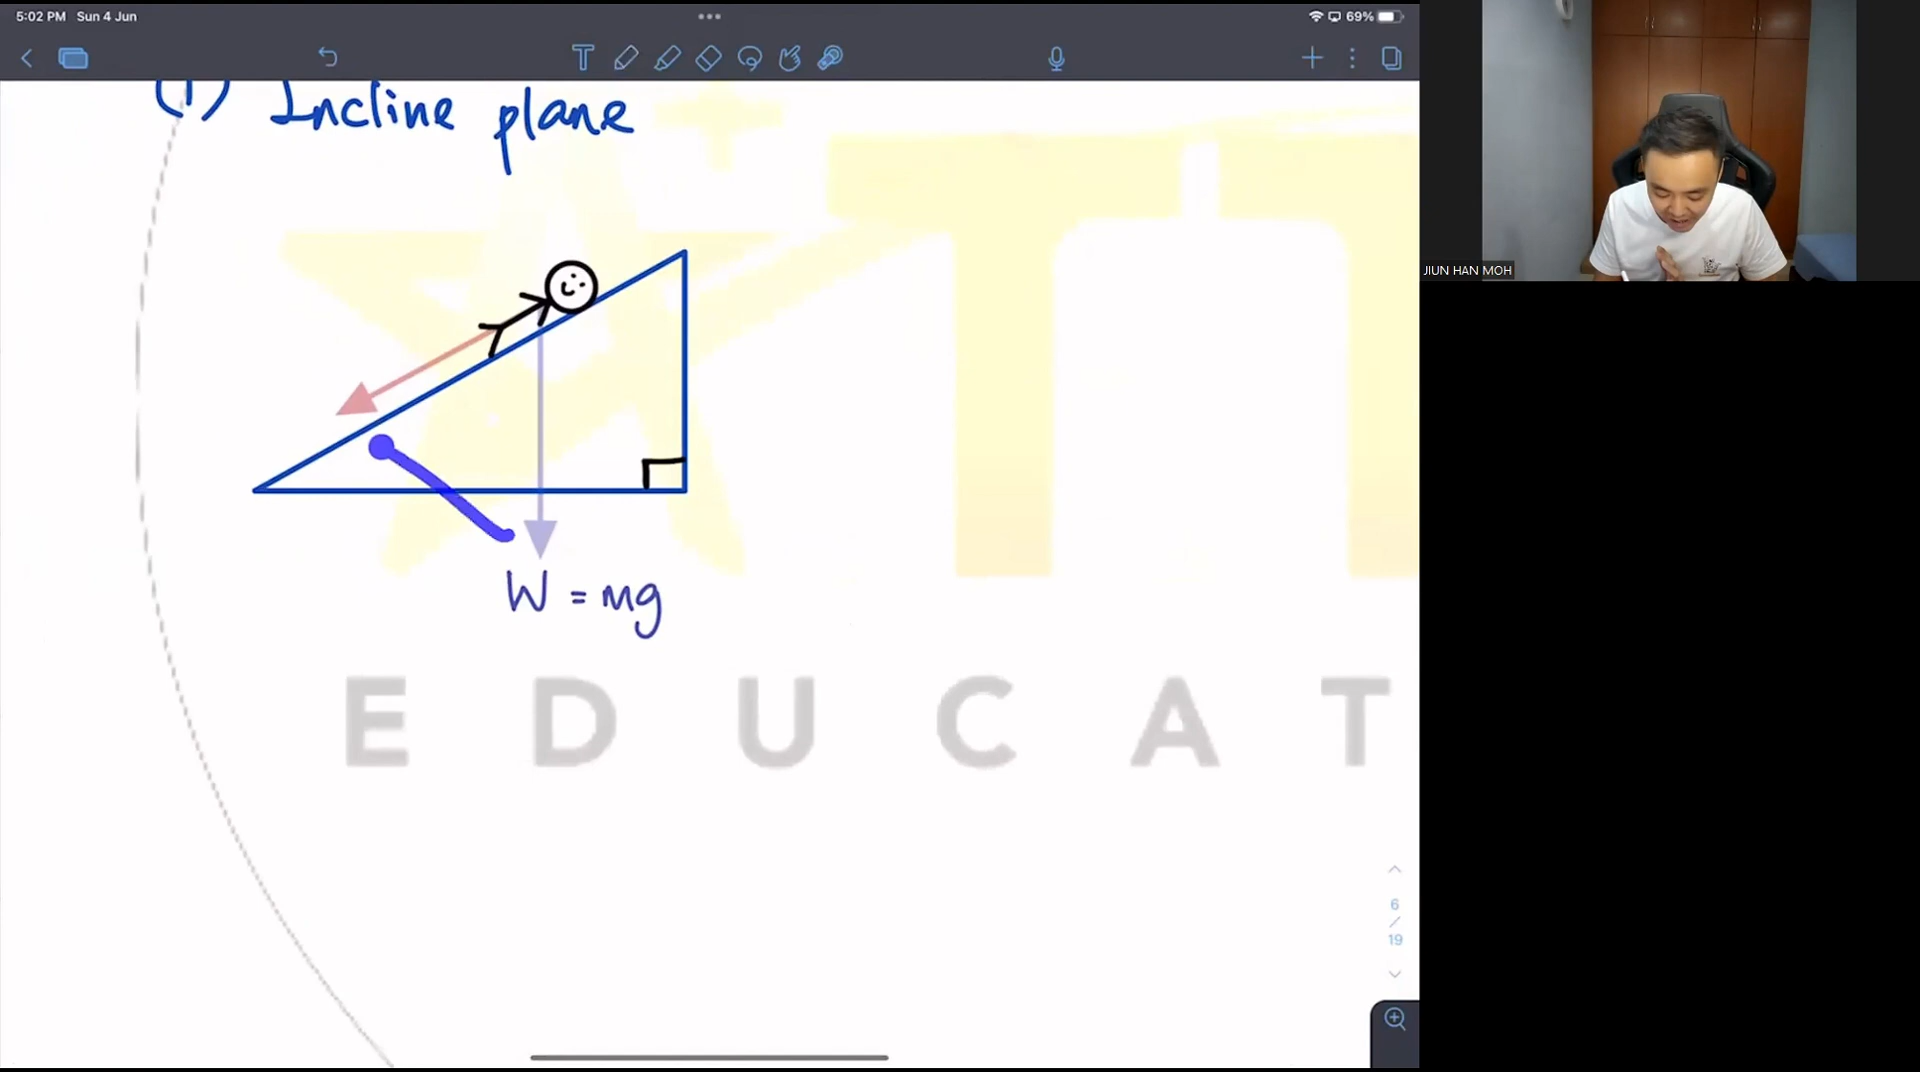 5:02 PM Sun 4 Jun
69%
(1) Incline plane
W = mg
E D U C A T
6
/
19
JIUN HAN MOH